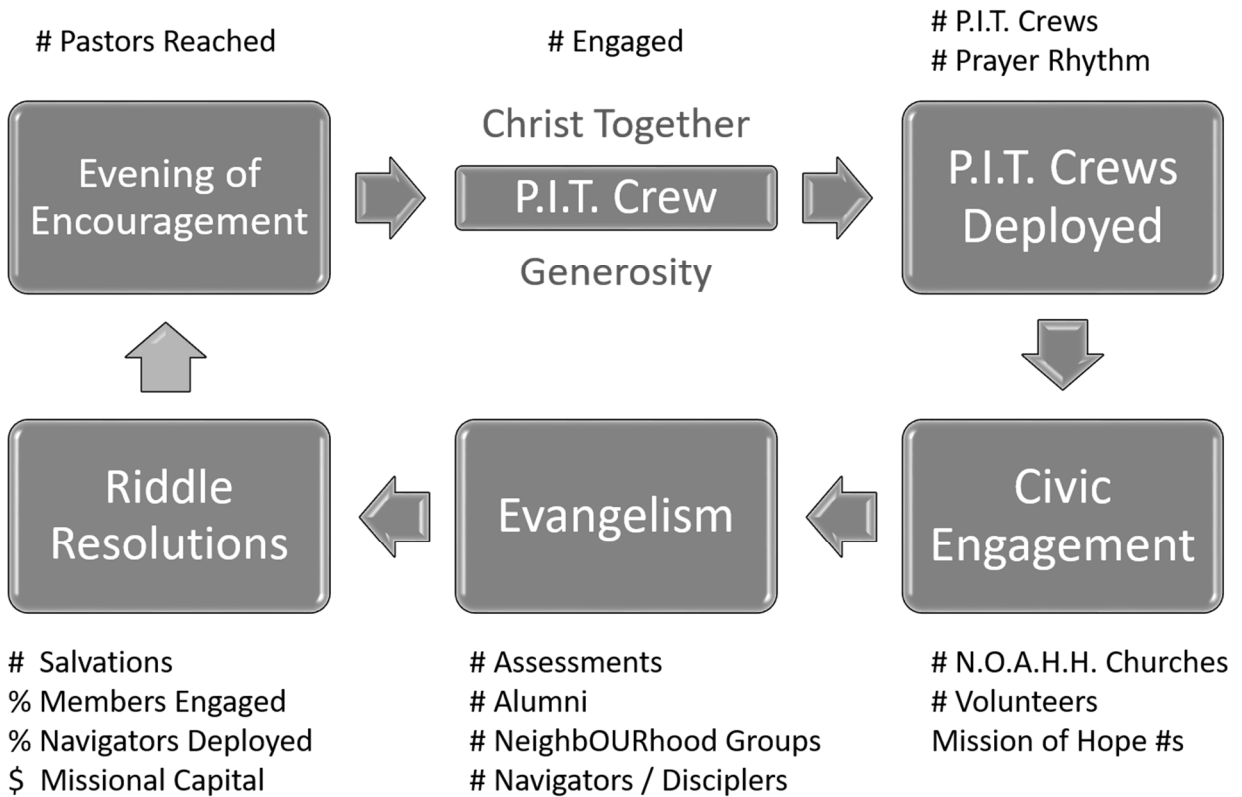 # Pastors Reached
# Engaged
# P.I.T. Crews
# Prayer Rhythm
Evening of
Encouragement
Christ Together
P.I.T. Crew
Generosity
P.I.T. Crews
Deployed
Riddle
Resolutions
Evangelism
Civic
Engagement
# Salvations
% Members Engaged
% Navigators Deployed
$ Missional Capital
# Assessments
# Alumni
# NeighbOURhood Groups
# Navigators / Disciplers
# N.O.A.H.H. Churches
# Volunteers
Mission of Hope #s